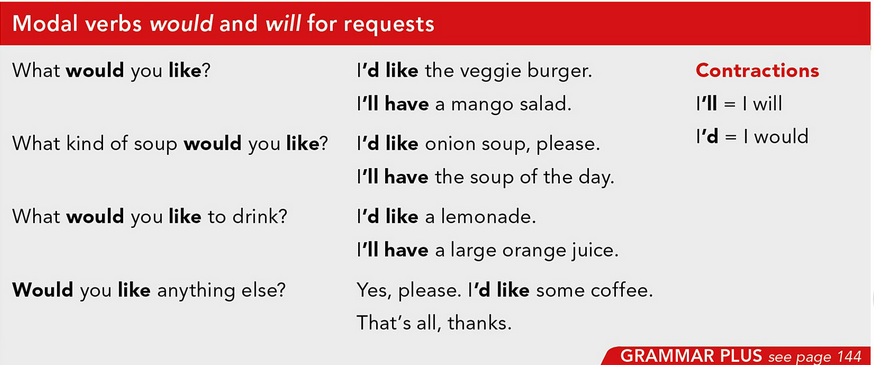 Modal verbs would and will for requests
What would you like? I'd like the veggie burger. Contractions
I'll have a mango salad. I'll = I will
What kind of soup would you like? I'd like onion soup, please. I'd = I would
I'll have the soup of the day.
What would you like to drink? I'd like a lemonade.
I'll have a large orange juice.
Would you like anything else? Yes, please. I'd like some coffee.
That's all, thanks.
GRAMMAR PLUS see page 144